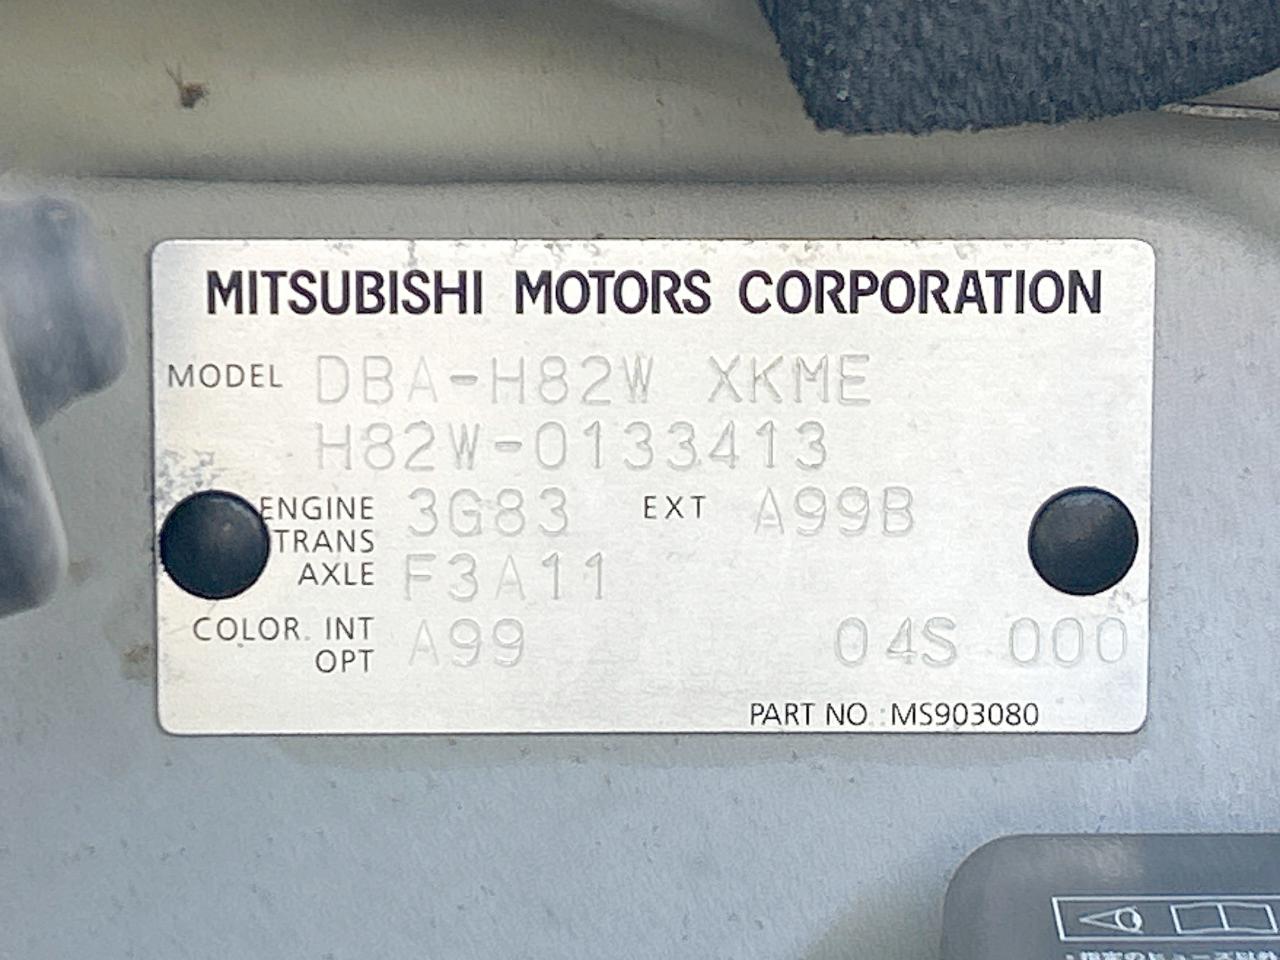 MITSUBISHI MOTORS CORPORATION
MODEL DBA-H82W XKME
H82W-0133413
ENGINE 3G83 EXT A99B
TRANS
AXLE F3A11
COLOR. INT A99 04S 000
OPT
PART NO. :MS903080